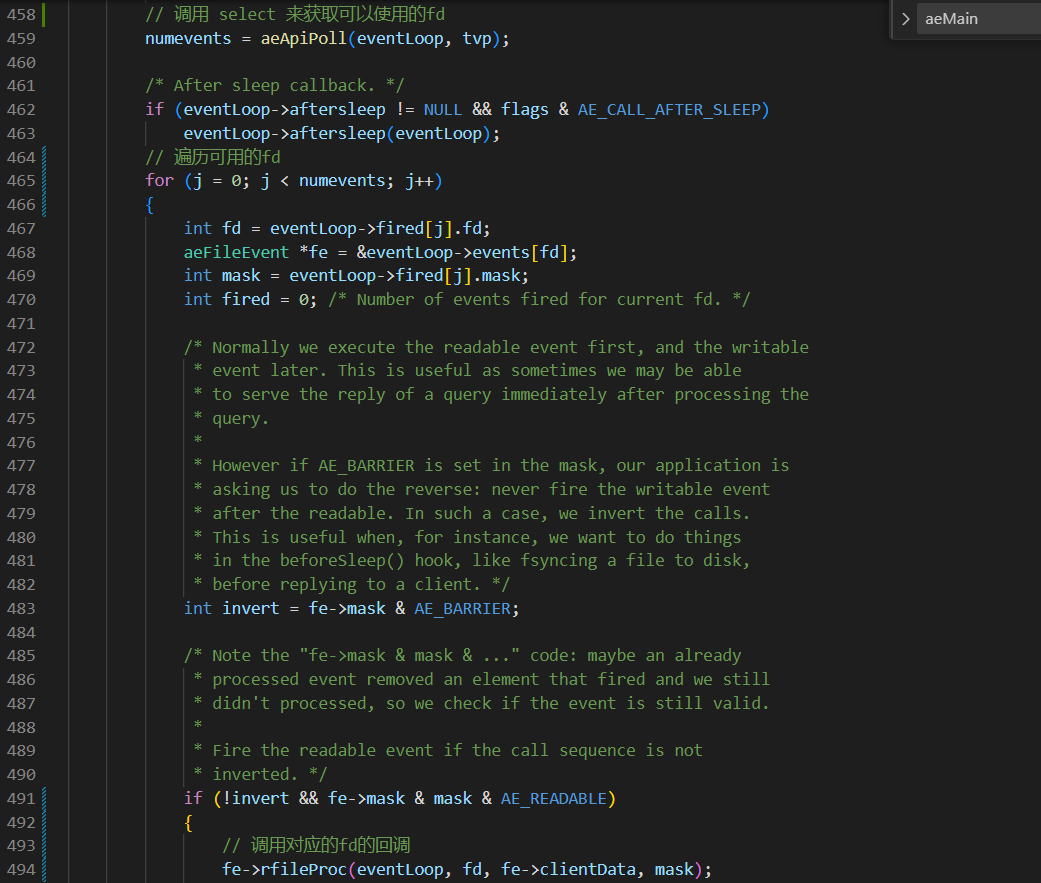 458 // 调用 select 来获取可以使用的fd
459 numevents = aeApiPoll(eventLoop, tvp);
460
461 /* After sleep callback. */
462 if (eventLoop->aftersleep != NULL && flags & AE_CALL_AFTER_SLEEP)
463 eventLoop->aftersleep(eventLoop);
464 // 遍历可用的fd
465 for (j = 0; j < numevents; j++)
466 {
467 int fd = eventLoop->fired[j].fd;
468 aeFileEvent *fe = &eventLoop->events[fd];
469 int mask = eventLoop->fired[j].mask;
470 int fired = 0; /* Number of events fired for current fd. */
471
472 /* Normally we execute the readable event first, and the writable
473 * event later. This is useful as sometimes we may be able
474 * to serve the reply of a query immediately after processing the
475 * query.
476 *
477 * However if AE_BARRIER is set in the mask, our application is
478 * asking us to do the reverse: never fire the writable event
479 * after the readable. In such a case, we invert the calls.
480 * This is useful when, for instance, we want to do things
481 * in the beforeSleep() hook, like fsyncing a file to disk,
482 * before replying to a client. */
483 int invert = fe->mask & AE_BARRIER;
484
485 /* Note the "fe->mask & mask & ..." code: maybe an already
486 * processed event removed an element that fired and we still
487 * didn't processed, so we check if the event is still valid.
488 *
489 * Fire the readable event if the call sequence is not
490 * inverted. */
491 if (!invert && fe->mask & mask & AE_READABLE)
492 {
493 // 调用对应的fd的回调
494 fe->rfileProc(eventLoop, fd, fe->clientData, mask);
aeMain